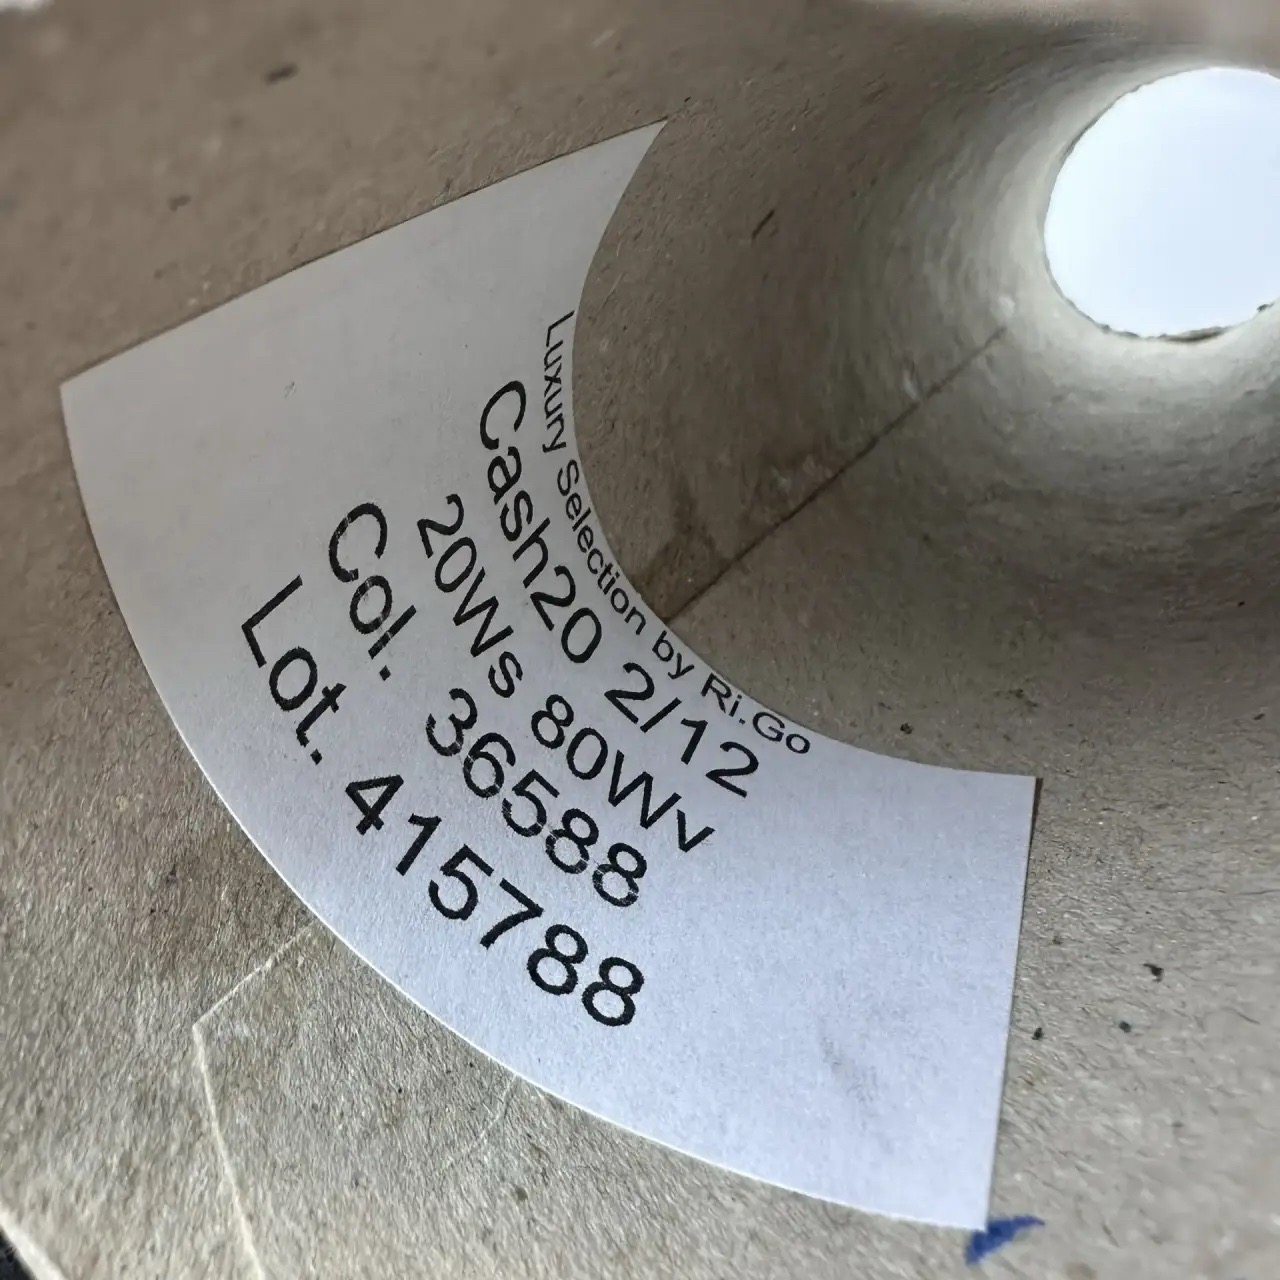 Luxury Selection by Ri.Go
Cash20 2/12
20Ws 80Wv
Col. 36588
Lot. 415788